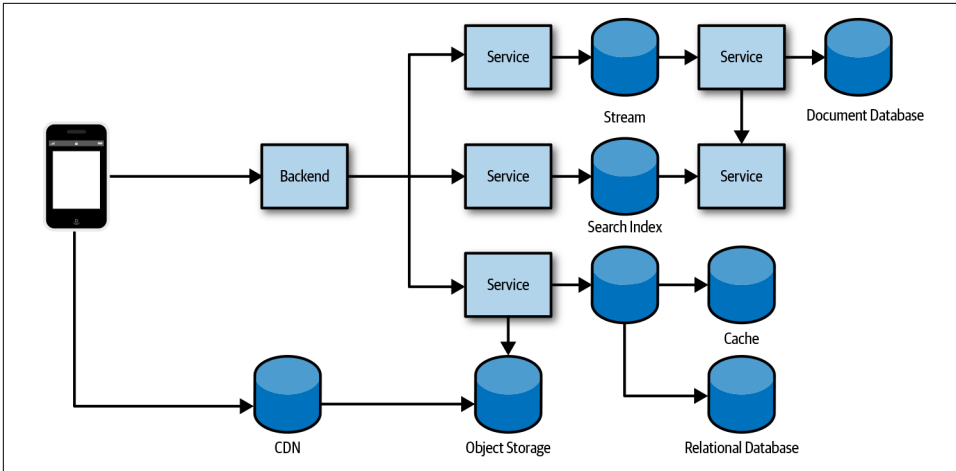 Service
Service
Stream
Document Database
Backend
Service
Service
Search Index
Service
Cache
CDN
Object Storage
Relational Database